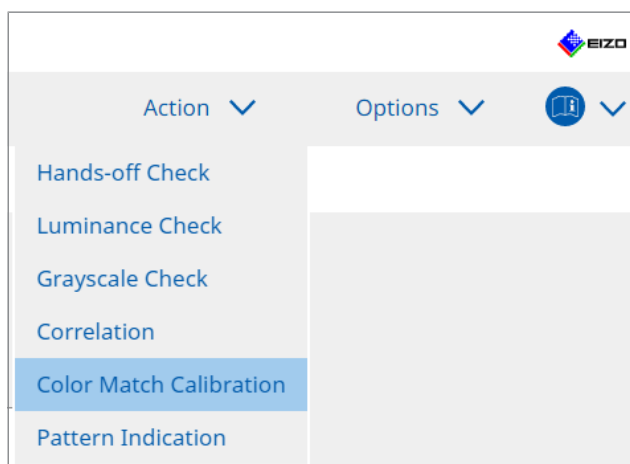 EIZO
Action Options
Hands-off Check
Luminance Check
Grayscale Check
Correlation
Color Match Calibration
Pattern Indication